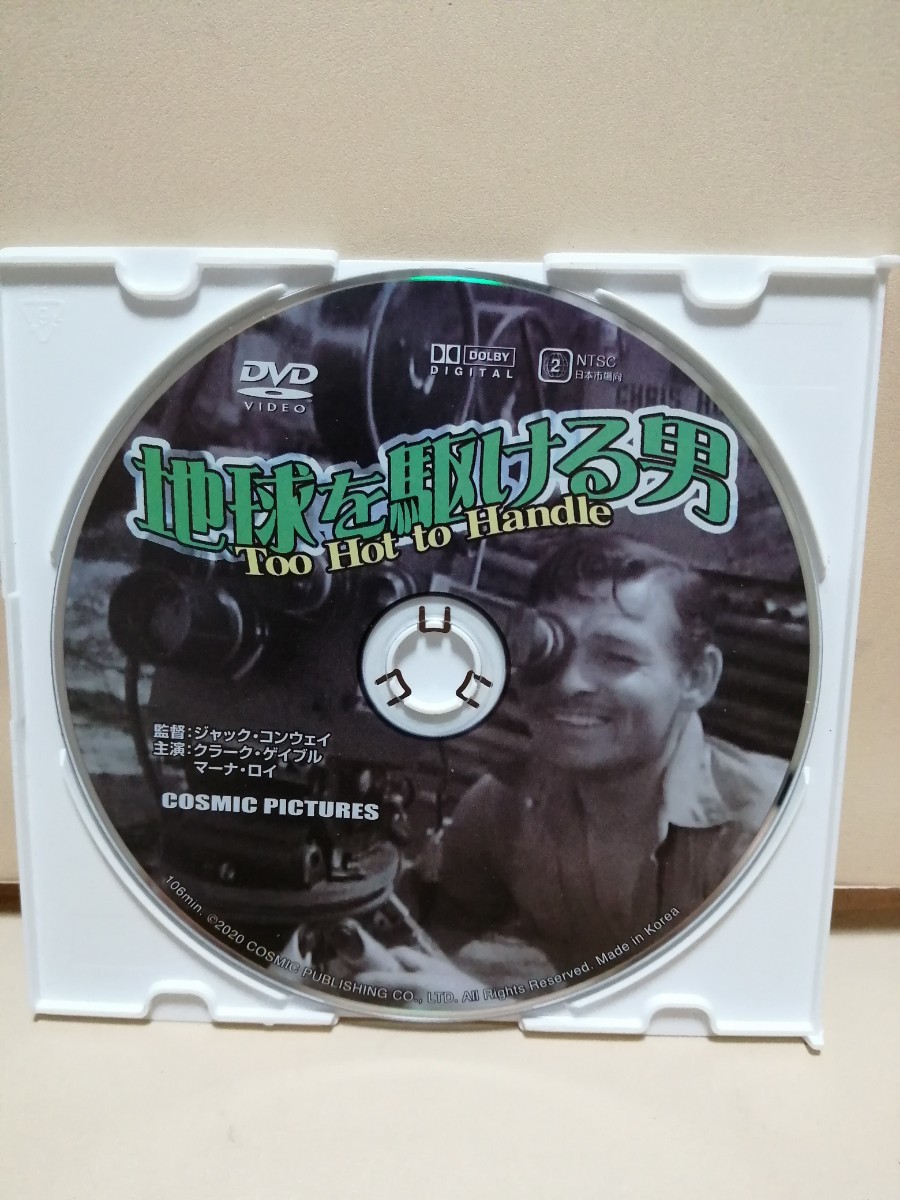 DVD
VIDEO
DOLBY
DIGITAL
2
NTSC
日本市場向
地球を駆ける男
Too Hot to Handle
監督:ジャック・コンウェイ
主演:クラーク・ゲイブル
マーナ・ロイ
COSMIC PICTURES
106min. ©2020 COSMIC PUBLISHING CO., LTD. All Rights Reserved. Made in Korea